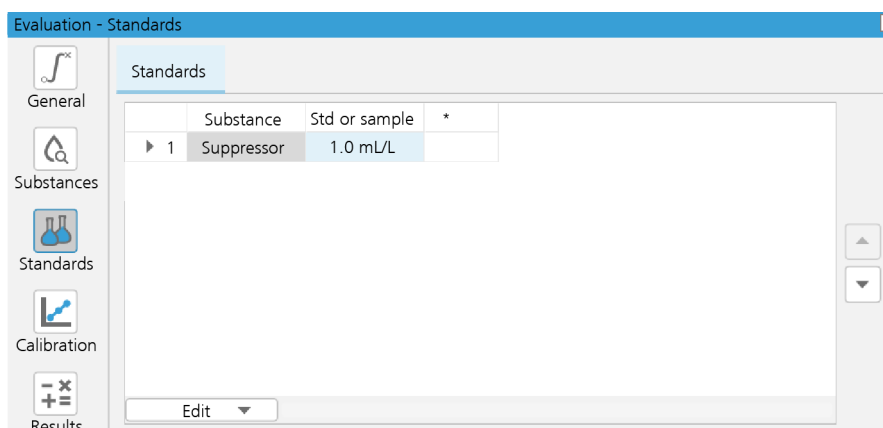 Evaluation - Standards
General
Substances
Standards
Calibration
Results
Standards
Substance Std or sample *
1 Suppressor 1.0 mL/L
Edit